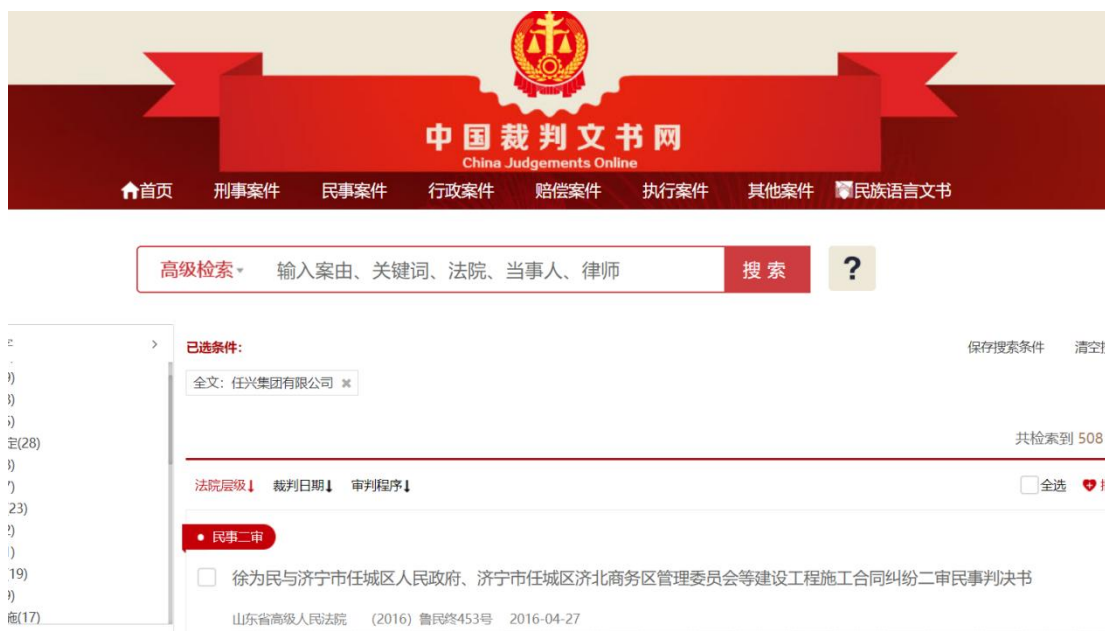 中国裁判文书网
China Judgements Online
首页 刑事案件 民事案件 行政案件 赔偿案件 执行案件 其他案件 民族语言文书
高级检索 输入案由、关键词、法院、当事人、律师 搜索 ?
已选条件： 保存搜索条件 清空
全文：任兴集团有限公司 ×
定(28)
共检索到 508
23)
法院层级 裁判日期 审判程序 全选
民事二审
19)
徐为民与济宁市任城区人民政府、济宁市任城区济北商务区管理委员会等建设工程施工合同纠纷二审民事判决书
施(17)
山东省高级人民法院 (2016) 鲁民终453号 2016-04-27